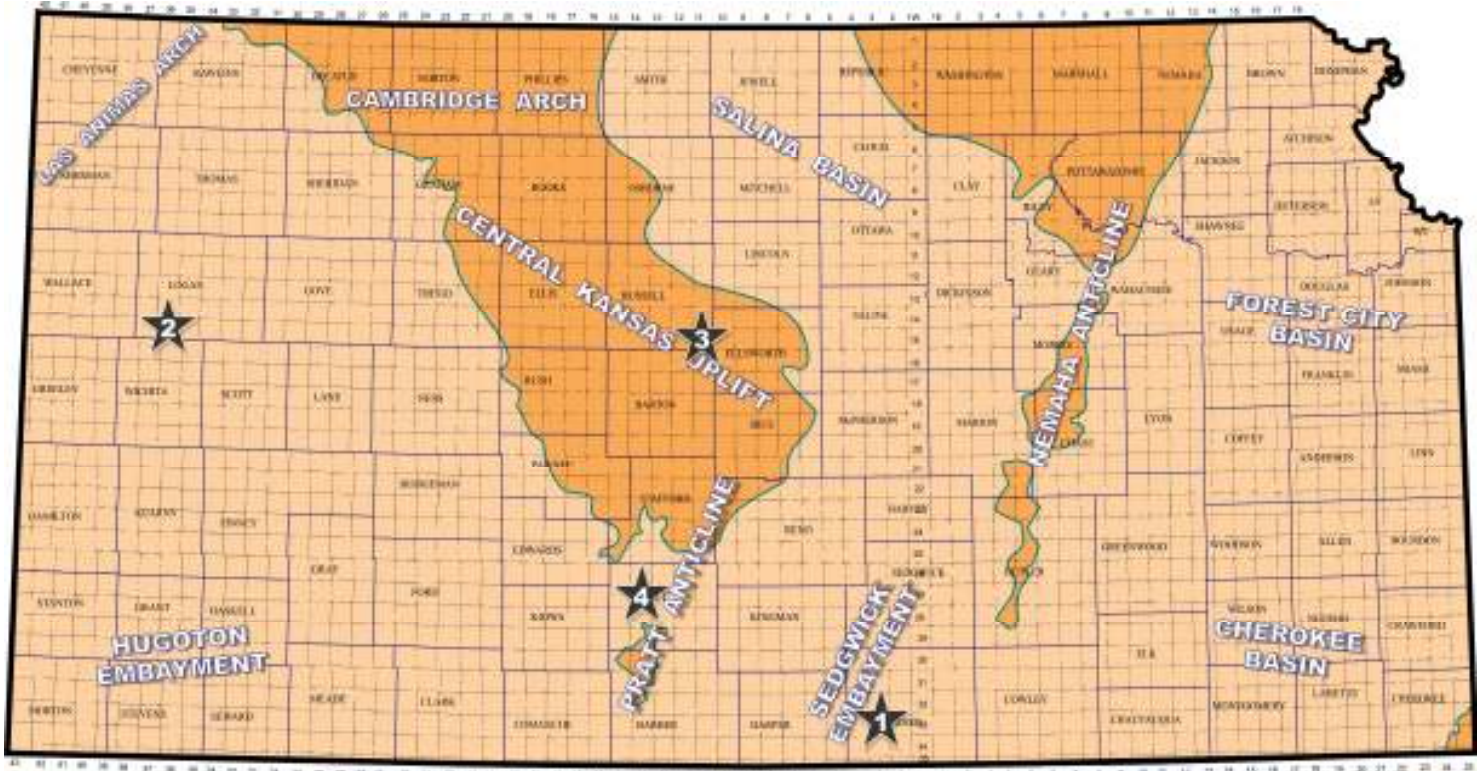 CHEYENNE
RAWLINS
DECATUR
NORTON
PHILLIPS
SMITH
JEWELL
REPUBLIC
WASHINGTON
MARSHALL
NEMAHA
BROWN
DONIPHAN
LAS ANIMAS ARCH
CAMBRIDGE ARCH
SALINA BASIN
CLOUD
CLAY
RILEY
POTTAWATOMIE
JACKSON
ATCHISON
JEFFERSON
SHERMAN
THOMAS
SHERIDAN
GRAHAM
ROOKS
OSBORNE
MITCHELL
OTTAWA
SHAWNEE
CENTRAL KANSAS UPLIFT
LINCOLN
WALLACE
LOGAN
GOVE
TREGO
ELLIS
RUSSELL
DICKINSON
GEARY
WABAUNSEE
DOUGLAS
JOHNSON
NEMAHA ANTICLINE
FOREST CITY
BASIN
2
3
SALINE
ELLSWORTH
MORRIS
OSAGE
FRANKLIN
MIAMI
GREELEY
WICHITA
SCOTT
LANE
NESS
RUSH
BARTON
RICE
McPHERSON
MARION
CHASE
LYON
COFFEY
ANDERSON
LINN
PAWNEE
HODGEMAN
STAFFORD
HAMILTON
KEARNY
FINNEY
EDWARDS
RENO
HARVEY
GREENWOOD
WOODSON
ALLEN
BOURBON
GRAY
FORD
SEDGWICK
PRATT ANTICLINE
4
STANTON
GRANT
HASKELL
KIOWA
KINGMAN
WILSON
NEOSHO
CRAWFORD
HUGOTON
EMBAYMENT
SEDGWICK
EMBAYMENT
CHEROKEE
BASIN
ELK
1
MORTON
STEVENS
SEWARD
MEADE
CLARK
COMANCHE
BARBER
HARPER
COWLEY
CHAUTAUQUA
MONTGOMERY
LABETTE
CHEROKEE